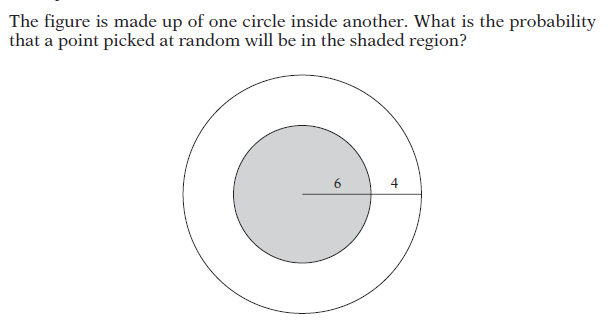 The figure is made up of one circle inside another. What is the probability
that a point picked at random will be in the shaded region?
6 4